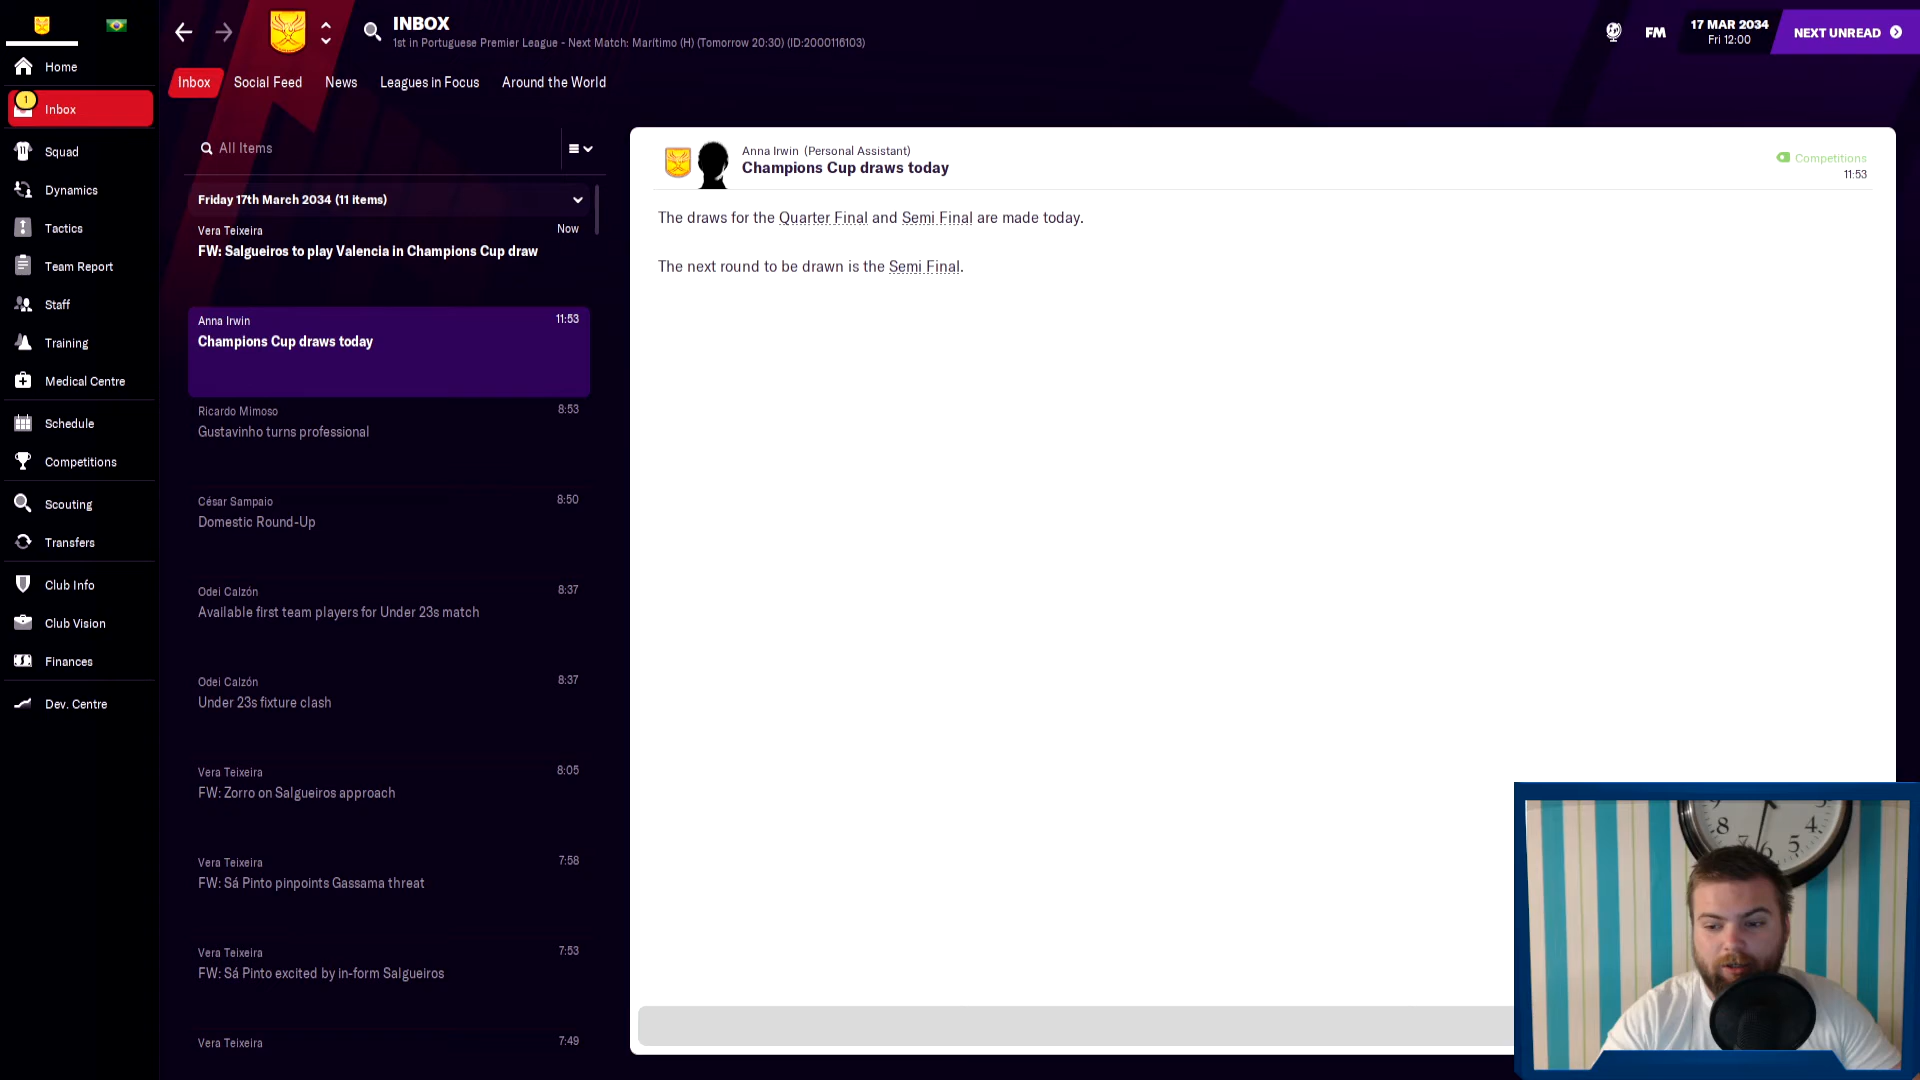 INBOX
1st in Portuguese Premier League - Next Match: Marítimo (H) (Tomorrow 20:30) (ID:2000116103)
FM
17 MAR 2034
Fri 12:00
NEXT UNREAD
Home
1
Inbox
Squad
Dynamics
Tactics
Team Report
Staff
Training
Medical Centre
Schedule
Competitions
Scouting
Transfers
Club Info
Club Vision
Finances
Dev. Centre
Inbox Social Feed News Leagues in Focus Around the World
All Items
Friday 17th March 2034 (11 items)
Vera Teixeira Now
FW: Salgueiros to play Valencia in Champions Cup draw
Anna Irwin 11:53
Champions Cup draws today
Ricardo Mimoso 8:53
Gustavinho turns professional
César Sampaio 8:50
Domestic Round-Up
Odei Calzón 8:37
Available first team players for Under 23s match
Odei Calzón 8:37
Under 23s fixture clash
Vera Teixeira 8:05
FW: Zorro on Salgueiros approach
Vera Teixeira 7:58
FW: Sá Pinto pinpoints Gassama threat
Vera Teixeira 7:53
FW: Sá Pinto excited by in-form Salgueiros
Vera Teixeira 7:49
Anna Irwin (Personal Assistant)
Champions Cup draws today
Competitions
11:53
The draws for the Quarter Final and Semi Final are made today.
The next round to be drawn is the Semi Final.
8 7 6 5 4